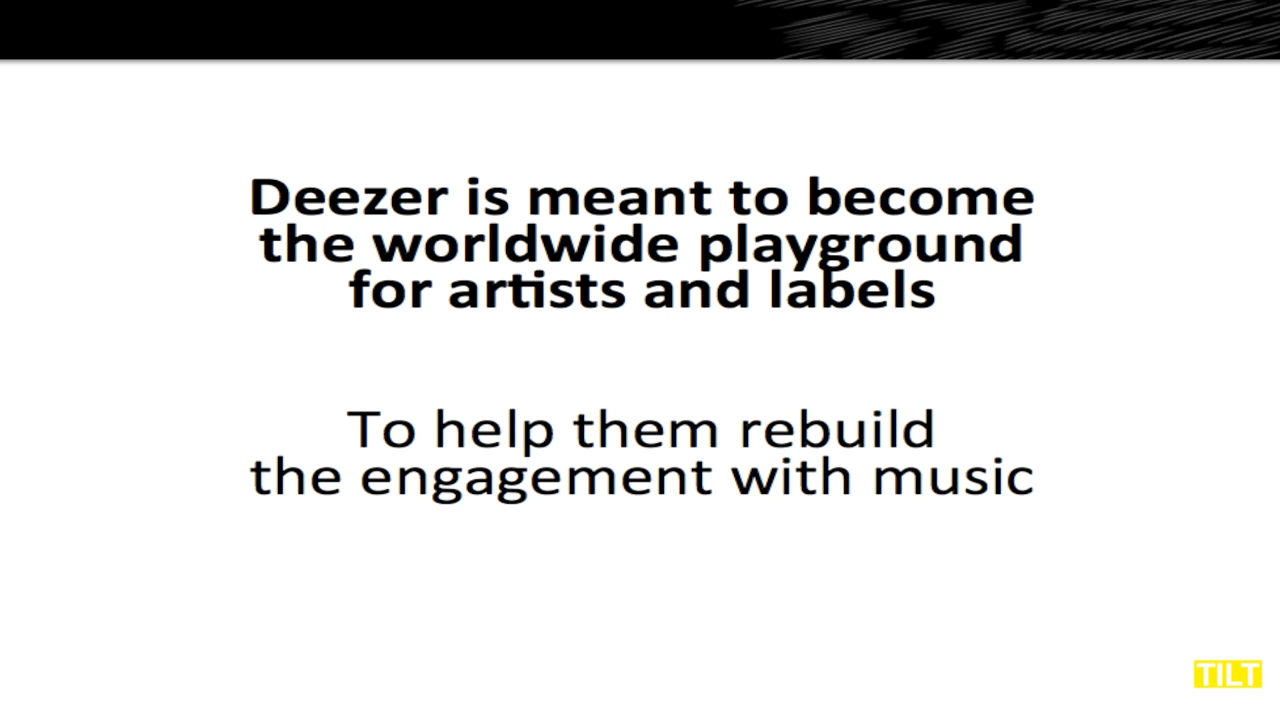 Deezer is meant to become
the worldwide playground
for artists and labels
To help them rebuild
the engagement with music
TILT